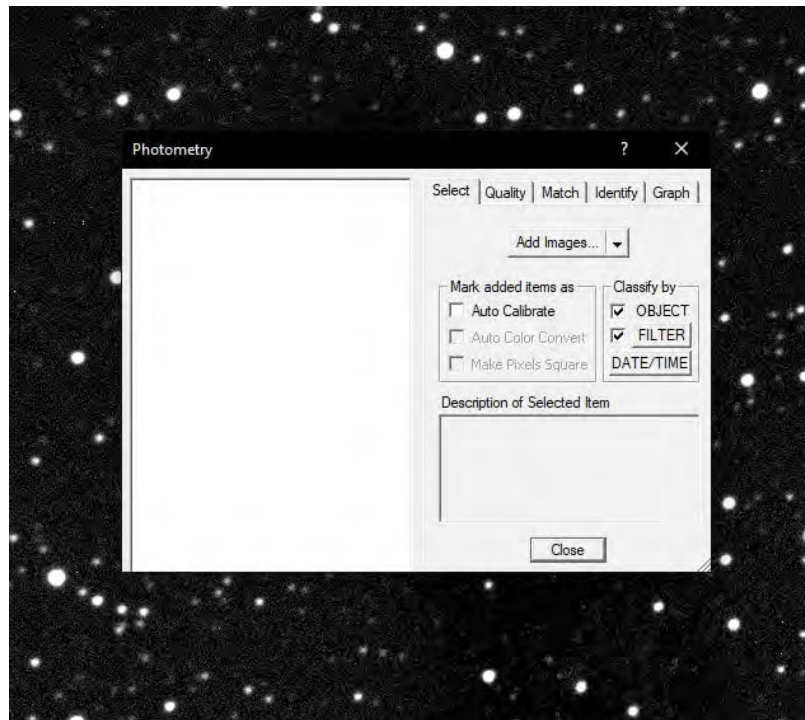 Photometry ? ×
Select Quality Match Identify Graph
Add Images...
Mark added items as
Auto Calibrate
Auto Color Convert
Make Pixels Square
Classify by
OBJECT
FILTER
DATE/TIME
Description of Selected Item
Close